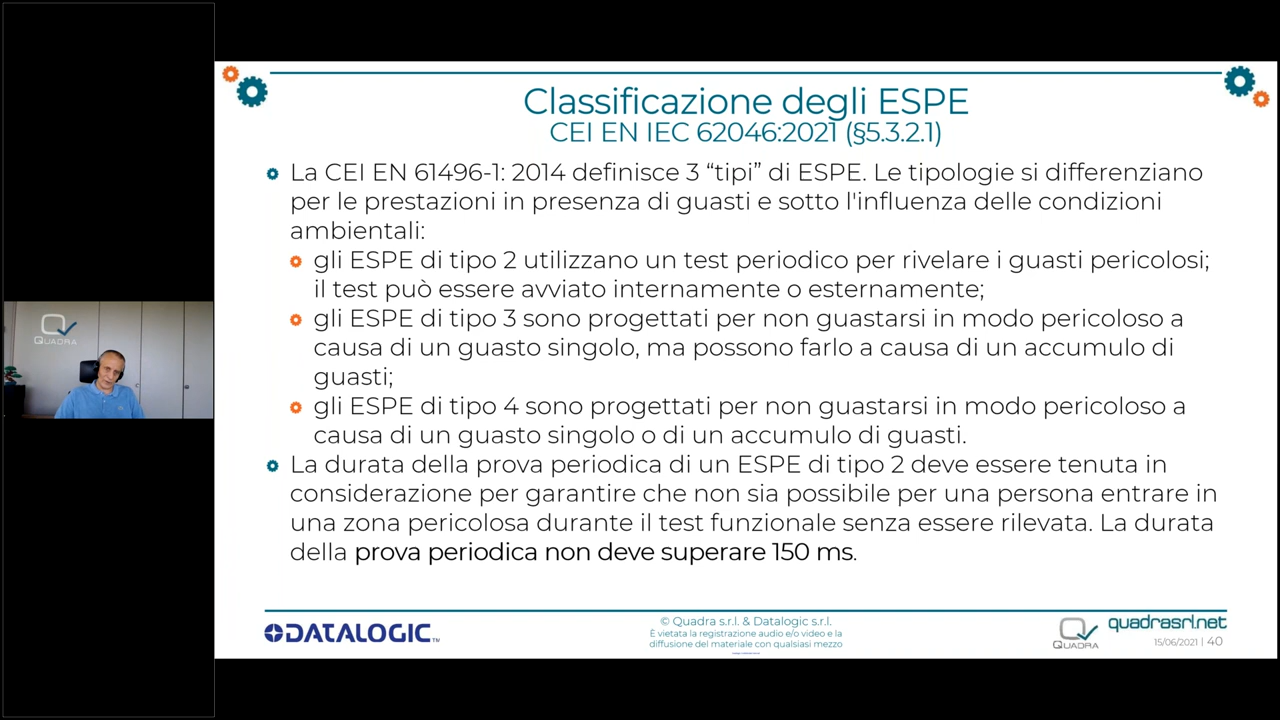 Classificazione degli ESPE
CEI EN IEC 62046:2021 (§5.3.2.1)
La CEI EN 61496-1: 2014 definisce 3 “tipi” di ESPE. Le tipologie si differenziano
per le prestazioni in presenza di guasti e sotto l'influenza delle condizioni
ambientali:
gli ESPE di tipo 2 utilizzano un test periodico per rivelare i guasti pericolosi;
il test può essere avviato internamente o esternamente;
gli ESPE di tipo 3 sono progettati per non guastarsi in modo pericoloso a
causa di un guasto singolo, ma possono farlo a causa di un accumulo di
guasti;
gli ESPE di tipo 4 sono progettati per non guastarsi in modo pericoloso a
causa di un guasto singolo o di un accumulo di guasti.
La durata della prova periodica di un ESPE di tipo 2 deve essere tenuta in
considerazione per garantire che non sia possibile per una persona entrare in
una zona pericolosa durante il test funzionale senza essere rilevata. La durata
della prova periodica non deve superare 150 ms.
QUADRA
DATALOGIC™
© Quadra s.r.l. & Datalogic s.r.l.
È vietata la registrazione audio e/o video e la
diffusione del materiale con qualsiasi mezzo
QUADRA
quadrasrl.net
15/06/2021 | 40